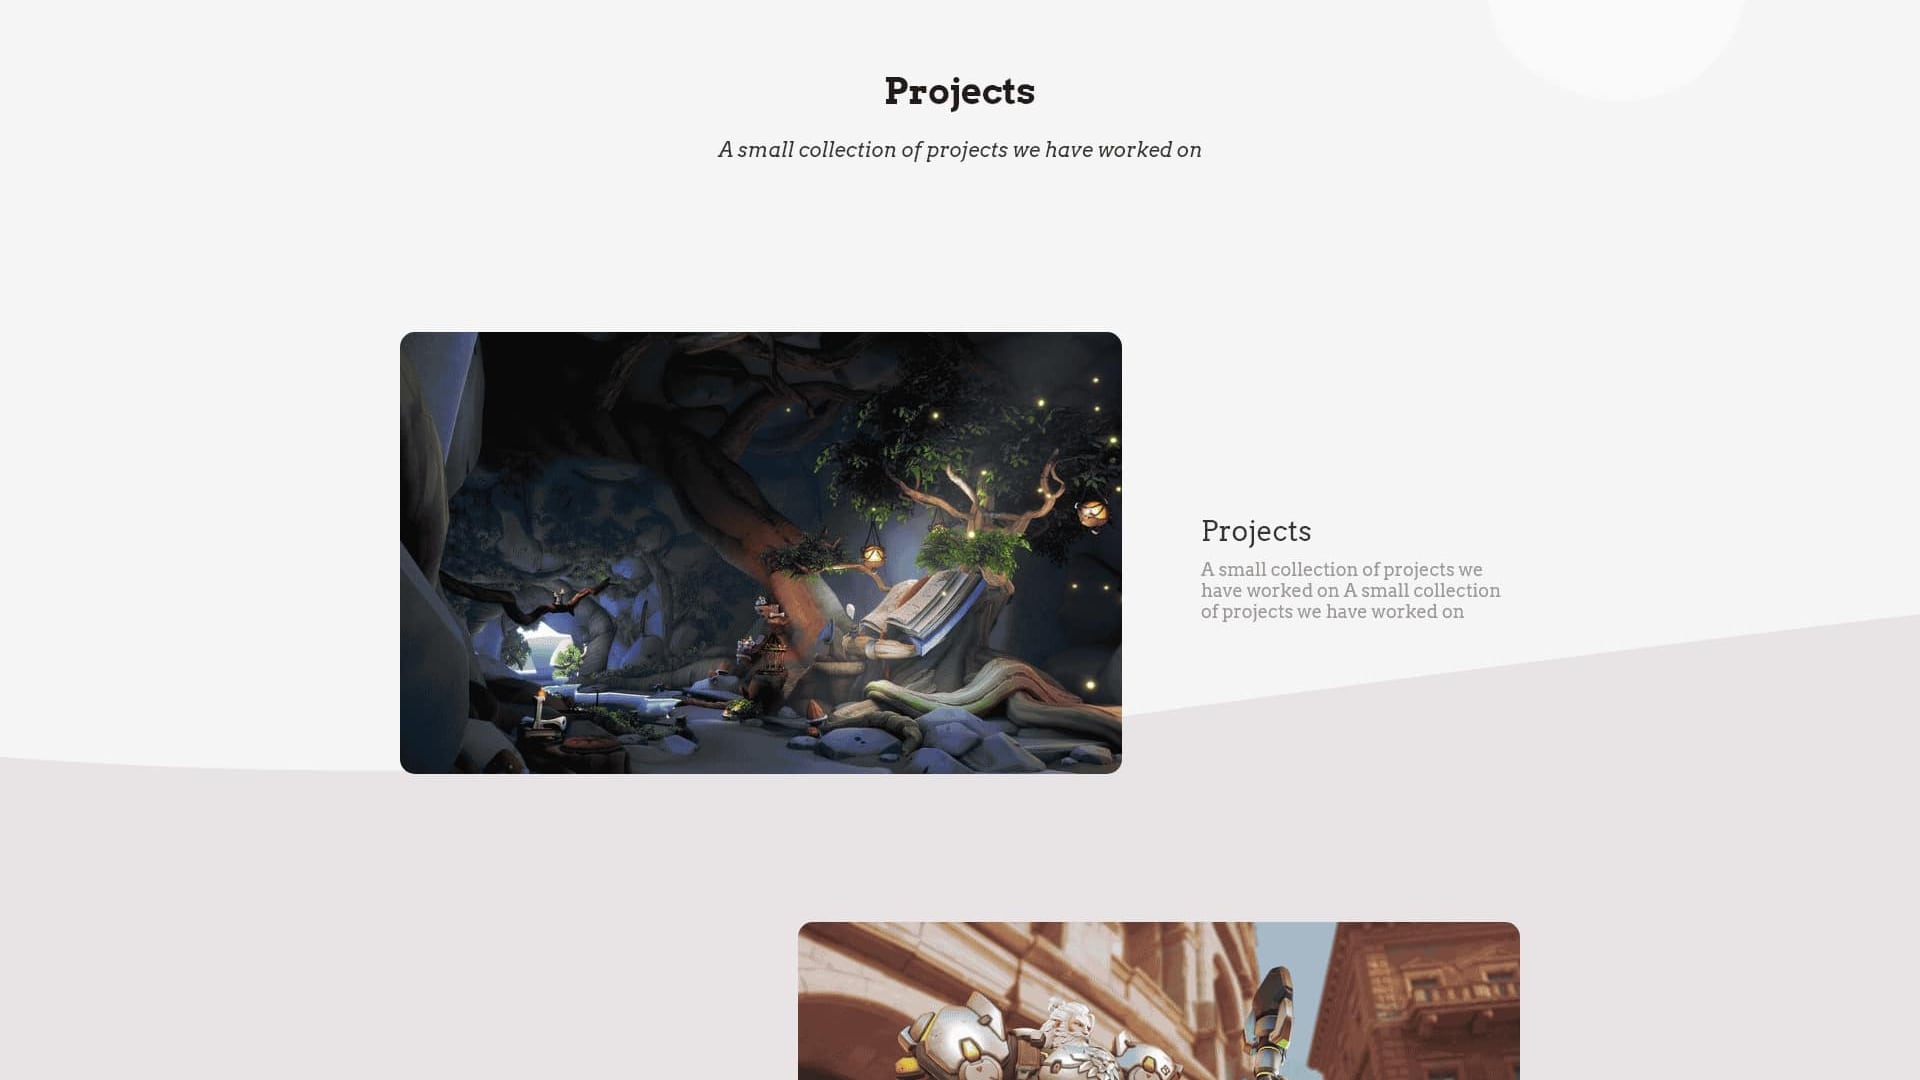 Projects
A small collection of projects we have worked on
Projects
A small collection of projects we
have worked on A small collection
of projects we have worked on